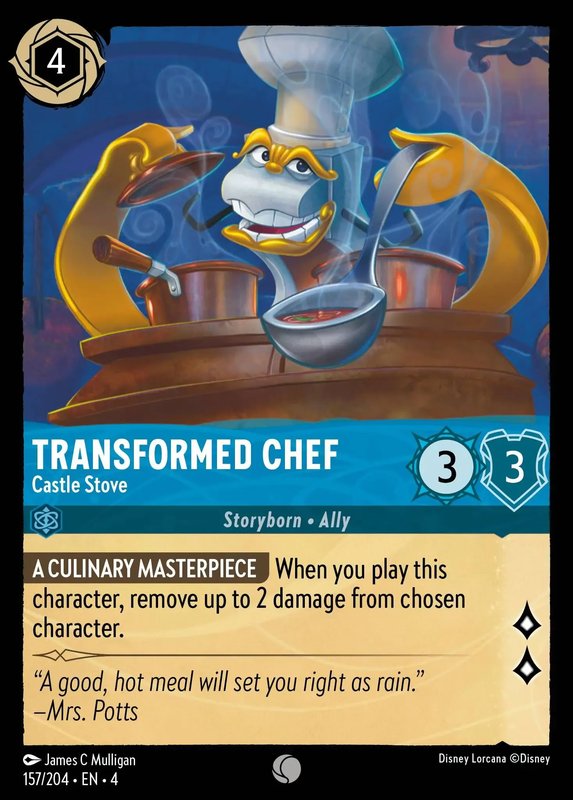 4
TRANSFORMED CHEF
Castle Stove
3
3
Storyborn • Ally
A CULINARY MASTERPIECE When you play this
character, remove up to 2 damage from chosen
character.
“A good, hot meal will set you right as rain.”
–Mrs. Potts
James C Mulligan
Disney Lorcana ©Disney
157/204 • EN • 4